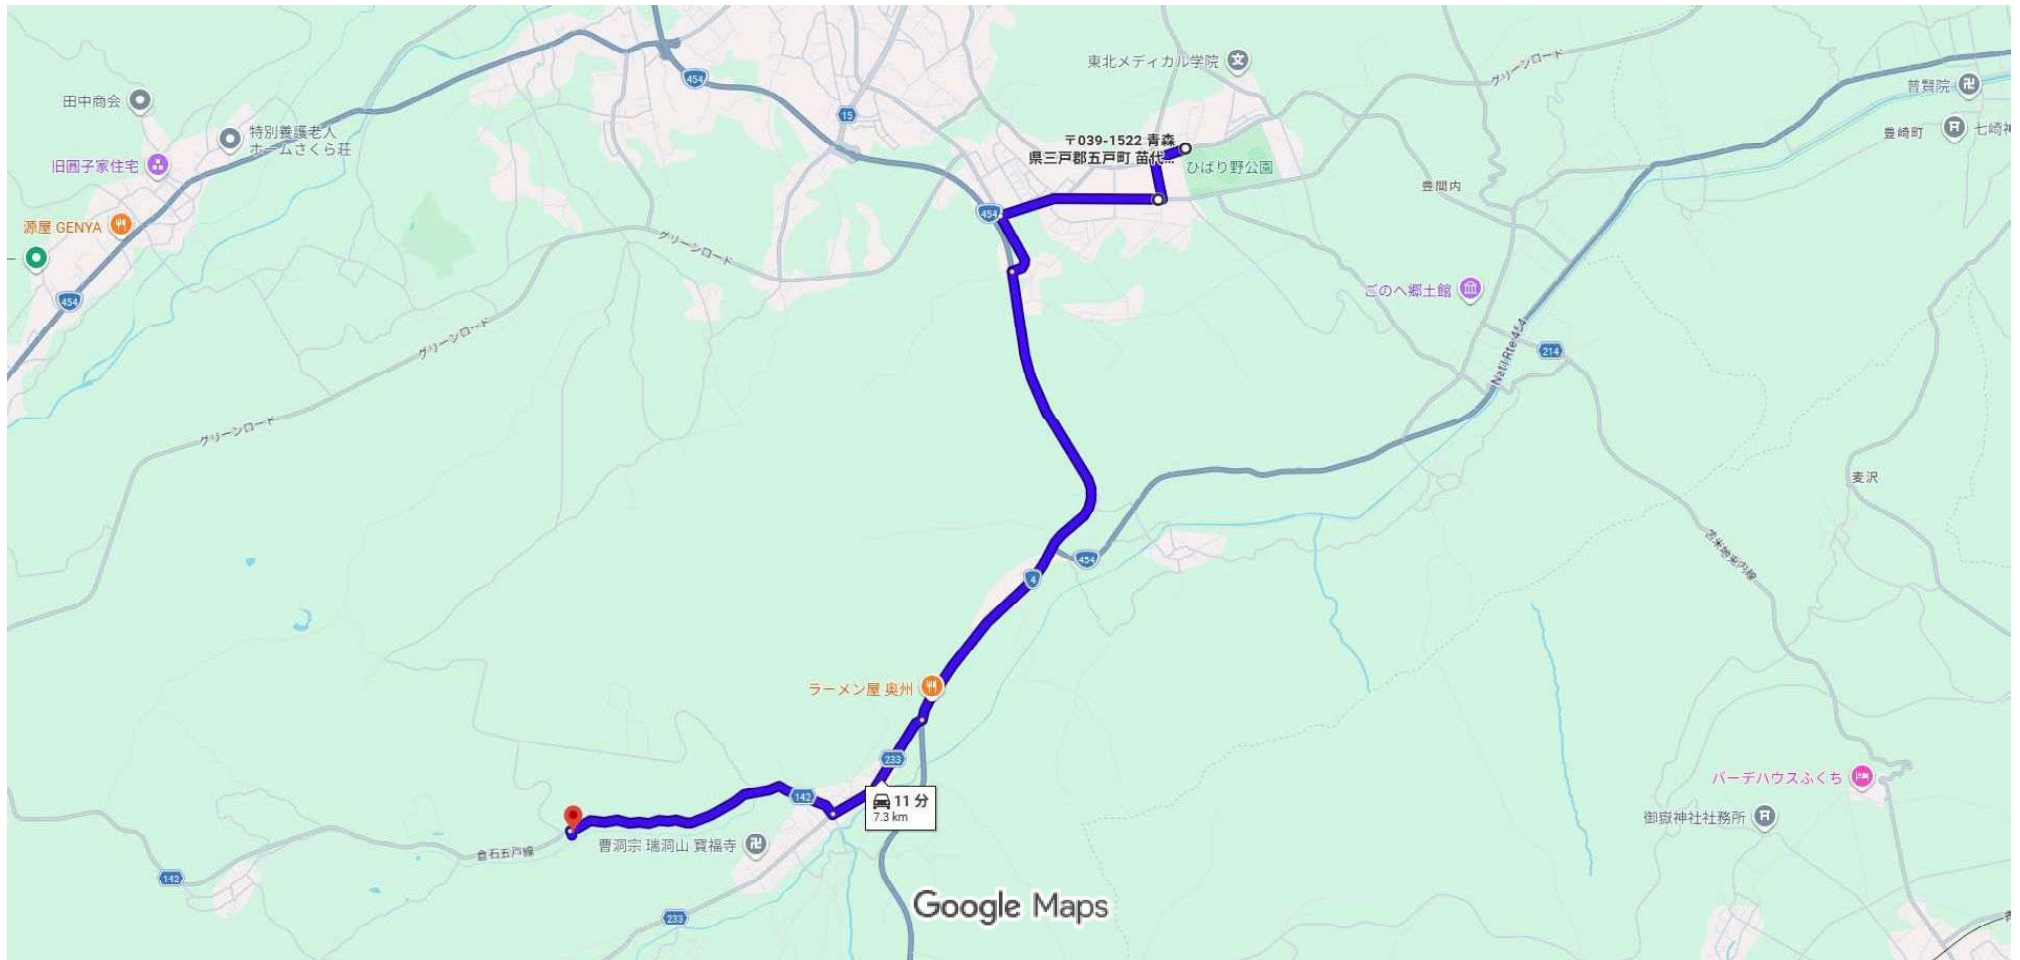 454
15
東北メディカル学院
グリーンロード
普賢院
田中商会
特別養護老人
ホームさくら荘
旧圓子家住宅
〒039-1522 青森
県三戸郡五戸町 苗代...
ひばり野公園
豊崎町
七崎神
豊間内
源屋 GENYA
454
グリーンロード
454
ごのへ郷土館
グリーンロード
Nat'l Rte 454
214
グリーンロード
麦沢
苫米地兎内線
454
4
ラーメン屋 奥州
233
142
11 分
7.3 km
バーデハウスふくち
御嶽神社社務所
曹洞宗 瑞洞山 寶福寺
倉石五戸線
142
233
Google Maps